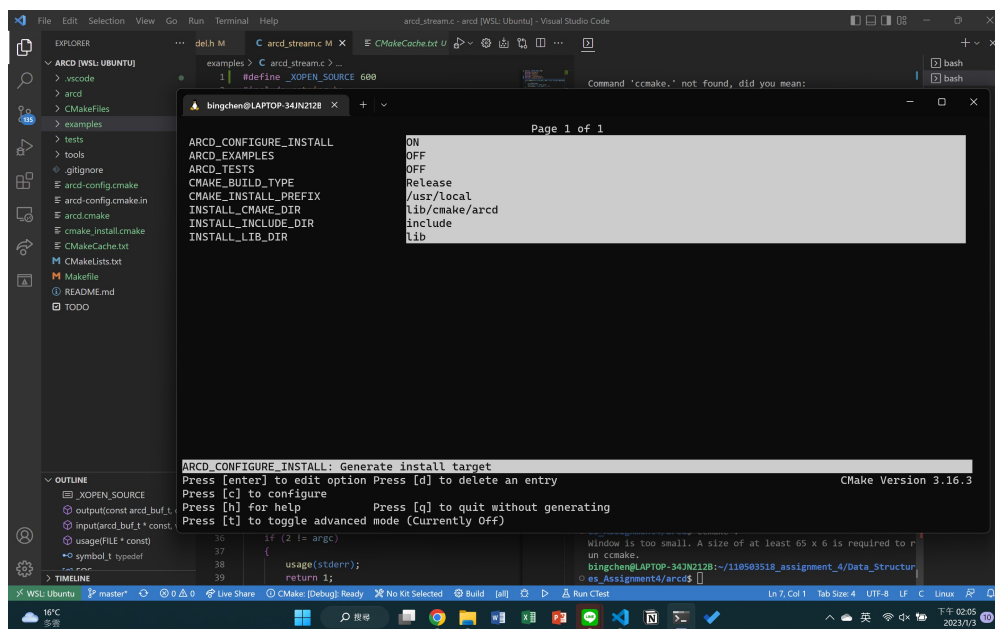 File Edit Selection View Go Run Terminal Help
arcd_stream.c - arcd [WSL: Ubuntu] - Visual Studio Code
EXPLORER
ARCD [WSL: UBUNTU]
.vscode
arcd
CMakeFiles
examples
tests
tools
.gitignore
arcd-config.cmake
arcd-config.cmake.in
arcd.cmake
cmake_install.cmake
CMakeCache.txt
CMakeLists.txt
Makefile
README.md
TODO
135
del.h M
C arcd_stream.c M
CMakeCache.txt U
examples > C arcd_stream.c > ...
1 #define _XOPEN_SOURCE 600
Command 'ccmake.' not found, did you mean:
bash
bash
bingchen@LAPTOP-34JN212B
Page 1 of 1
ARCD_CONFIGURE_INSTALL ON
ARCD_EXAMPLES OFF
ARCD_TESTS OFF
CMAKE_BUILD_TYPE Release
CMAKE_INSTALL_PREFIX /usr/local
INSTALL_CMAKE_DIR lib/cmake/arcd
INSTALL_INCLUDE_DIR include
INSTALL_LIB_DIR lib
ARCD_CONFIGURE_INSTALL: Generate install target
Press [enter] to edit option Press [d] to delete an entry CMake Version 3.16.3
Press [c] to configure
Press [h] for help Press [q] to quit without generating
Press [t] to toggle advanced mode (Currently Off)
OUTLINE
_XOPEN_SOURCE
output(const arcd_buf_t,
input(arcd_buf_t * const,
usage(FILE * const)
symbol_t typedef
TIMELINE
36 if (2 != argc)
37 {
38 usage(stderr);
39 return 1;
Window is too small. A size of at least 65 x 6 is required to r
un ccmake.
bingchen@LAPTOP-34JN212B:~/110503518_assignment_4/Data_Structur
es_Assignment4/arcd$
WSL: Ubuntu master* 0 0 Live Share CMake: [Debug]: Ready No Kit Selected Build [all] Run CTest Ln 7, Col 1 Tab Size: 4 UTF-8 LF C Linux
16°C
多雲
搜尋
英
下午 02:05
2023/1/3
10